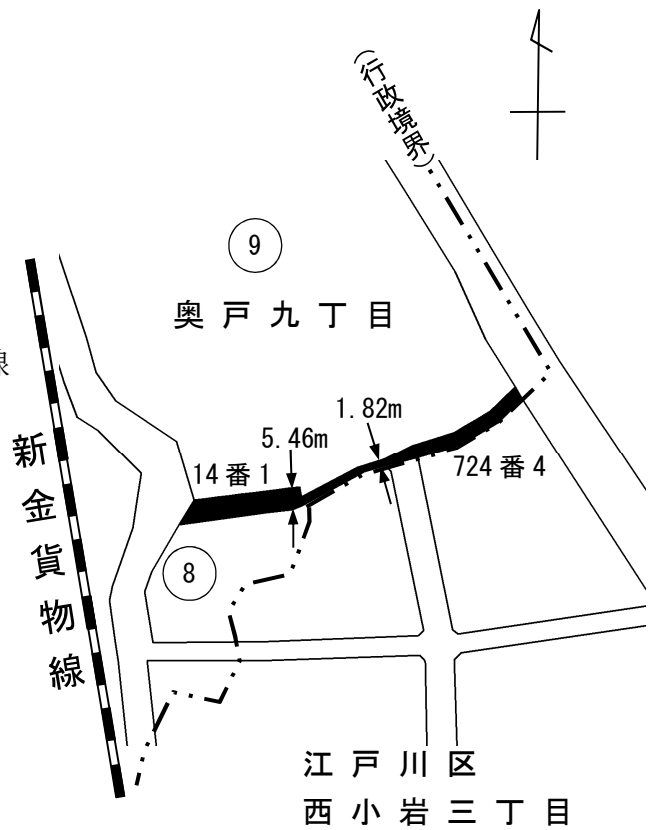 (行政境界)
9
奥戸九丁目
線
1.82m
5.46m
14番1
724番4
新金貨物線
8
江戸川区
西小岩三丁目